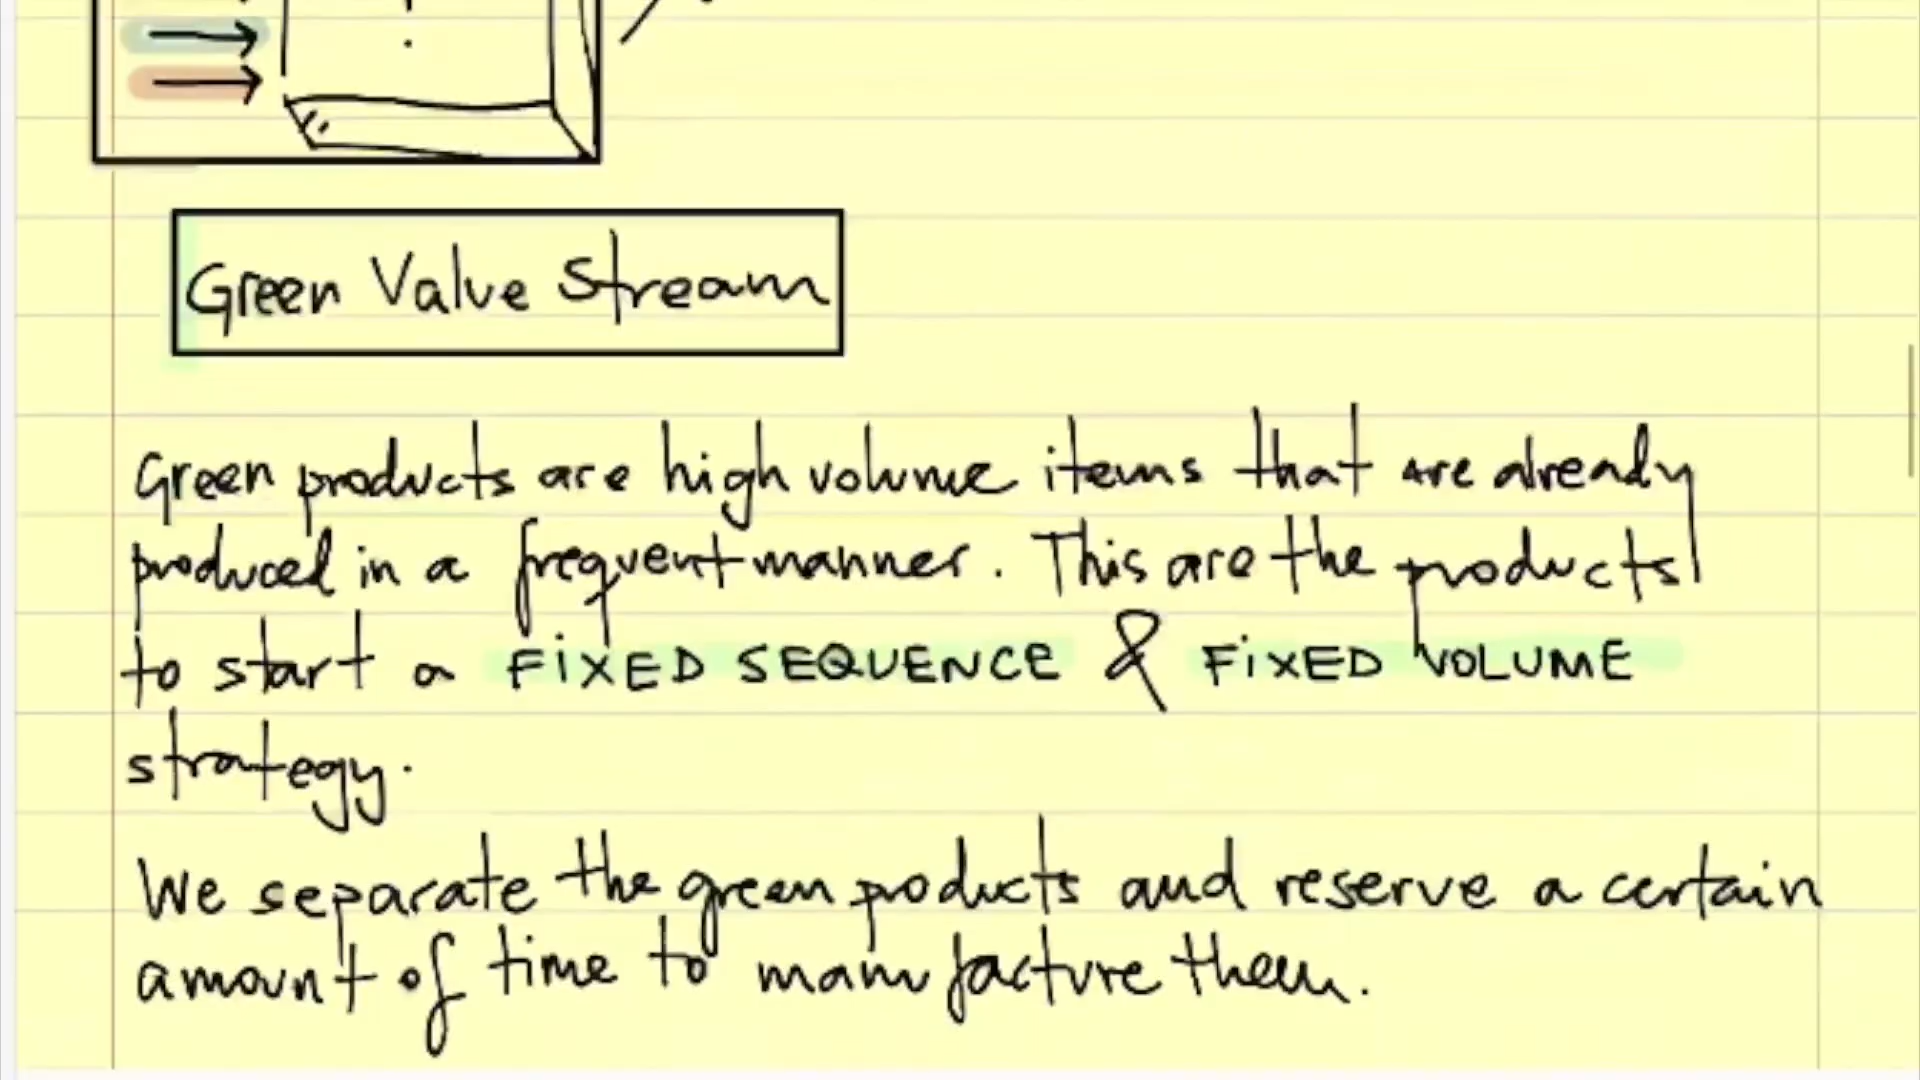 Green Value Stream
Green products are high volume items that are already
produced in a frequent manner. This are the products
to start a FIXED SEQUENCE & FIXED VOLUME
strategy.
We separate the green products and reserve a certain
amount of time to manufacture them.